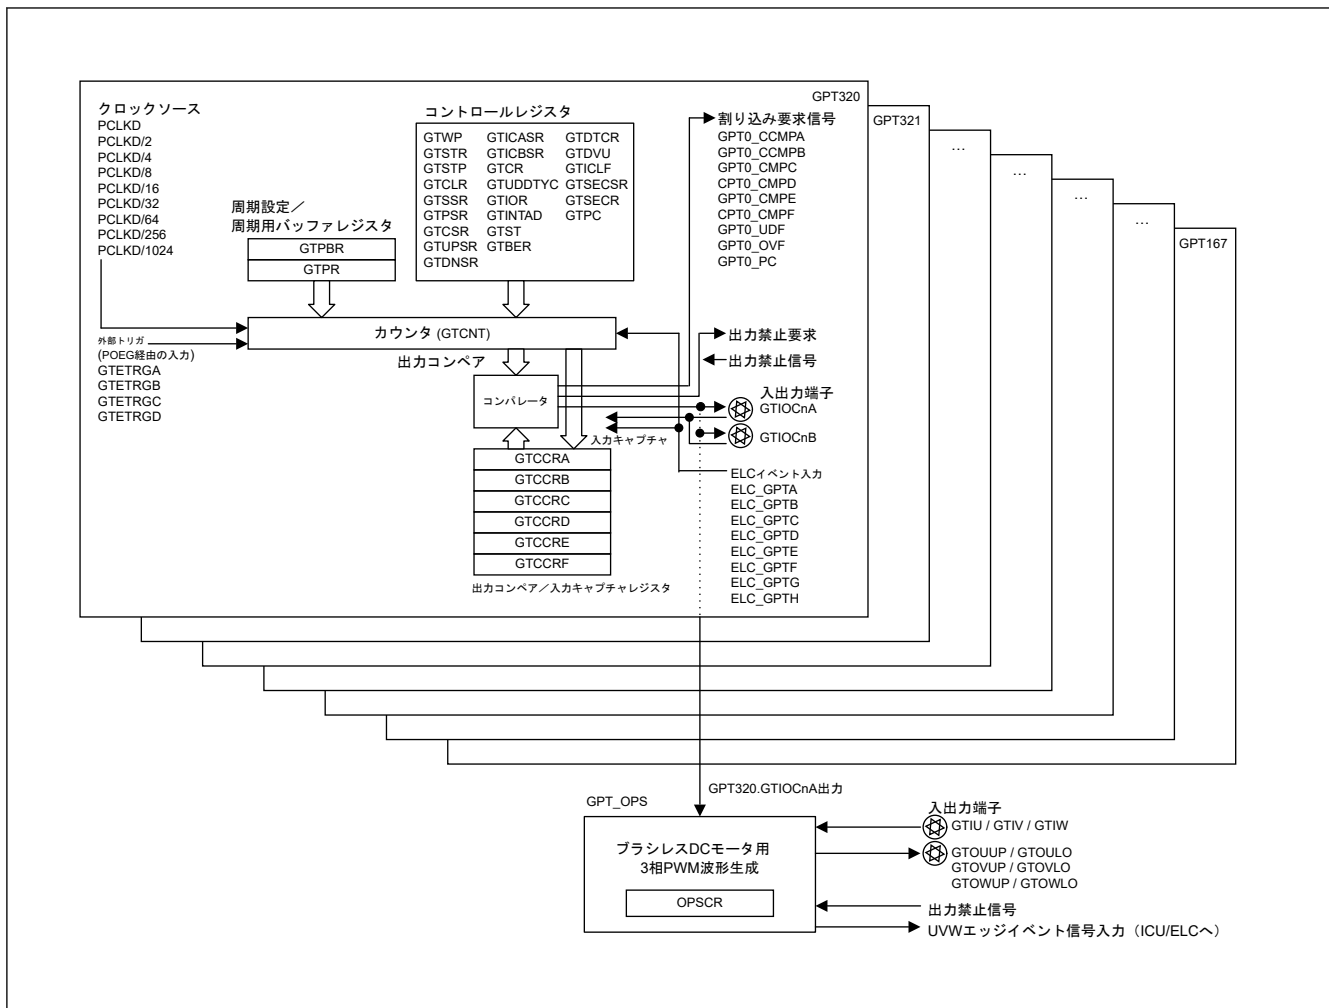 GPT320
GPT321
…
…
…
…
GPT167
クロックソース
PCLKD
PCLKD/2
PCLKD/4
PCLKD/8
PCLKD/16
PCLKD/32
PCLKD/64
PCLKD/256
PCLKD/1024
外部トリガ
(POEG経由の入力)
GTETRGA
GTETRGB
GTETRGC
GTETRGD
周期設定／
周期用バッファレジスタ
GTPBR
GTPR
コントロールレジスタ
GTWP GTICASR GTDTCR
GTSTR GTICBSR GTDVU
GTSTP GTCR GTICLF
GTCLR GTUDDTYC GTSECSR
GTSSR GTIOR GTSECR
GTPSR GTINTAD GTPC
GTCSR GTST
GTUPSR GTBER
GTDNSR
カウンタ (GTCNT)
出力コンペア
コンパレータ
入力キャプチャ
GTCCRA
GTCCRB
GTCCRC
GTCCRD
GTCCRE
GTCCRF
出力コンペア／入力キャプチャレジスタ
割り込み要求信号
GPT0_CCMPA
GPT0_CCMPB
GPT0_CMPC
CPT0_CMPD
GPT0_CMPE
CPT0_CMPF
GPT0_UDF
GPT0_OVF
GPT0_PC
出力禁止要求
出力禁止信号
入出力端子
GTIOCnA
GTIOCnB
ELCイベント入力
ELC_GPTA
ELC_GPTB
ELC_GPTC
ELC_GPTD
ELC_GPTE
ELC_GPTF
ELC_GPTG
ELC_GPTH
GPT320.GTIOCnA出力
GPT_OPS
ブラシレスDCモータ用
3相PWM波形生成
OPSCR
入出力端子
GTIU / GTIV / GTIW
GTOUUP / GTOULO
GTOVUP / GTOVLO
GTOWUP / GTOWLO
出力禁止信号
UVWエッジイベント信号入力（ICU/ELCへ）